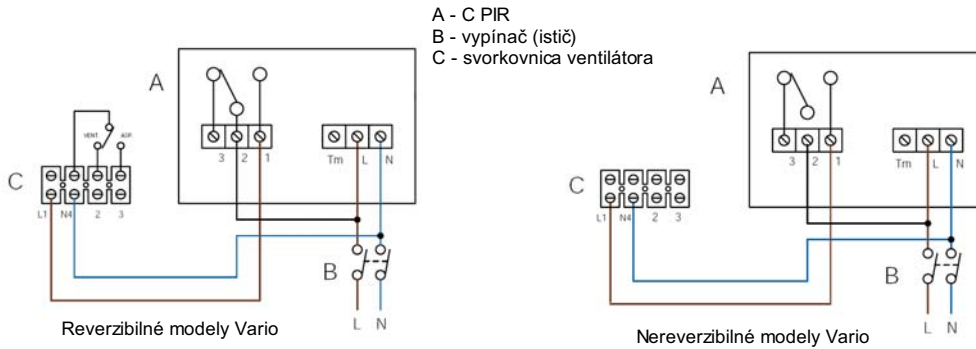 A - C PIR
B - vypínač (istič)
C - svorkovnica ventilátora
A
3 2 1 Tm L N
VENT. ASP.
C
L1 N4 2 3
B
L N
Reverzibilné modely Vario
A
3 2 1 Tm L N
C
L1 N4 2 3
B
L N
Nereverzibilné modely Vario